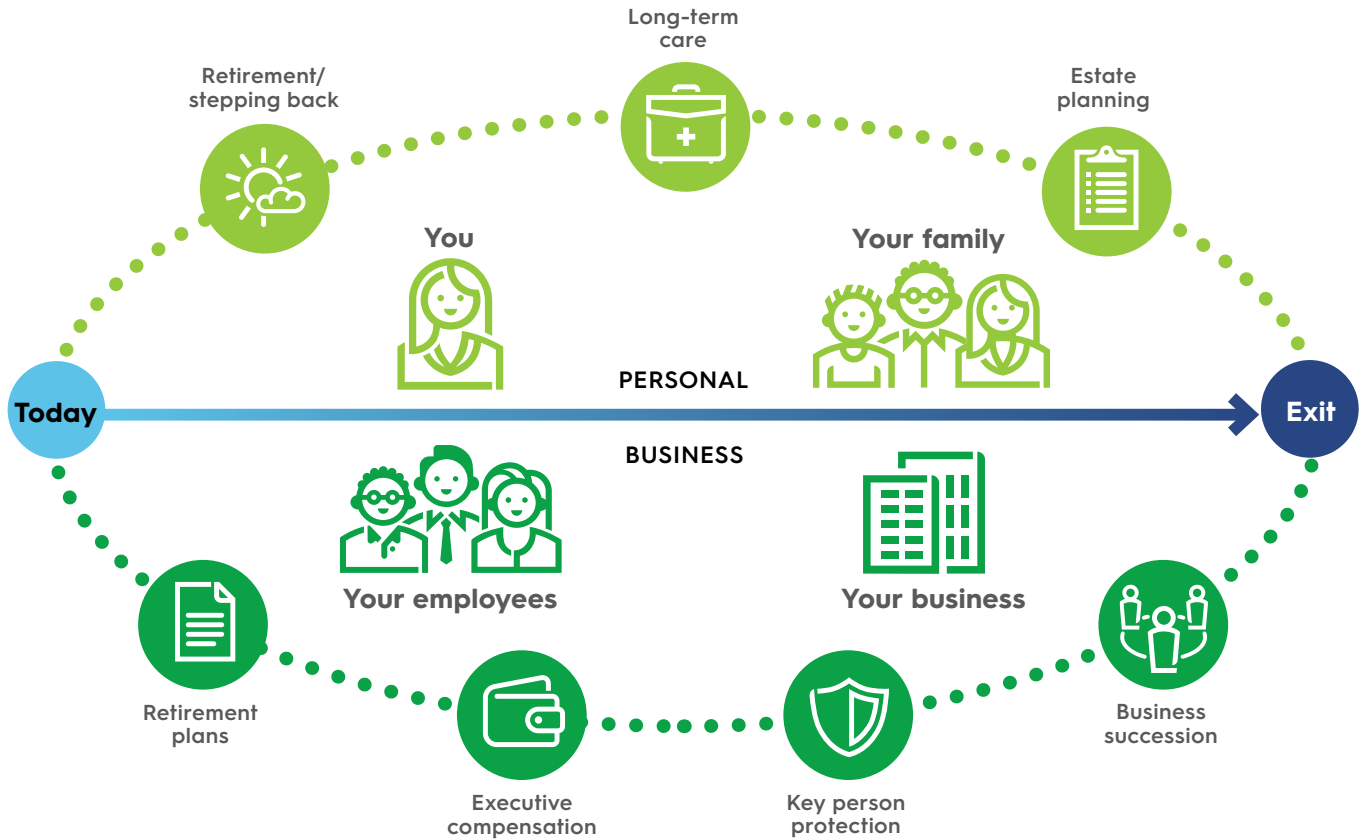 Long-term
care
Retirement/
stepping back
Estate
planning
You
Your family
PERSONAL
Today
Exit
BUSINESS
Your employees
Your business
Retirement
plans
Business
succession
Executive
compensation
Key person
protection